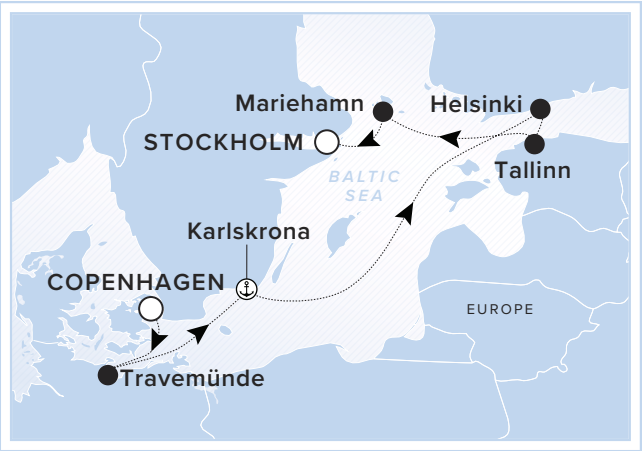 Mariehamn
Helsinki
STOCKHOLM
Tallinn
BALTIC
SEA
Karlskrona
COPENHAGEN
EUROPE
Travemünde